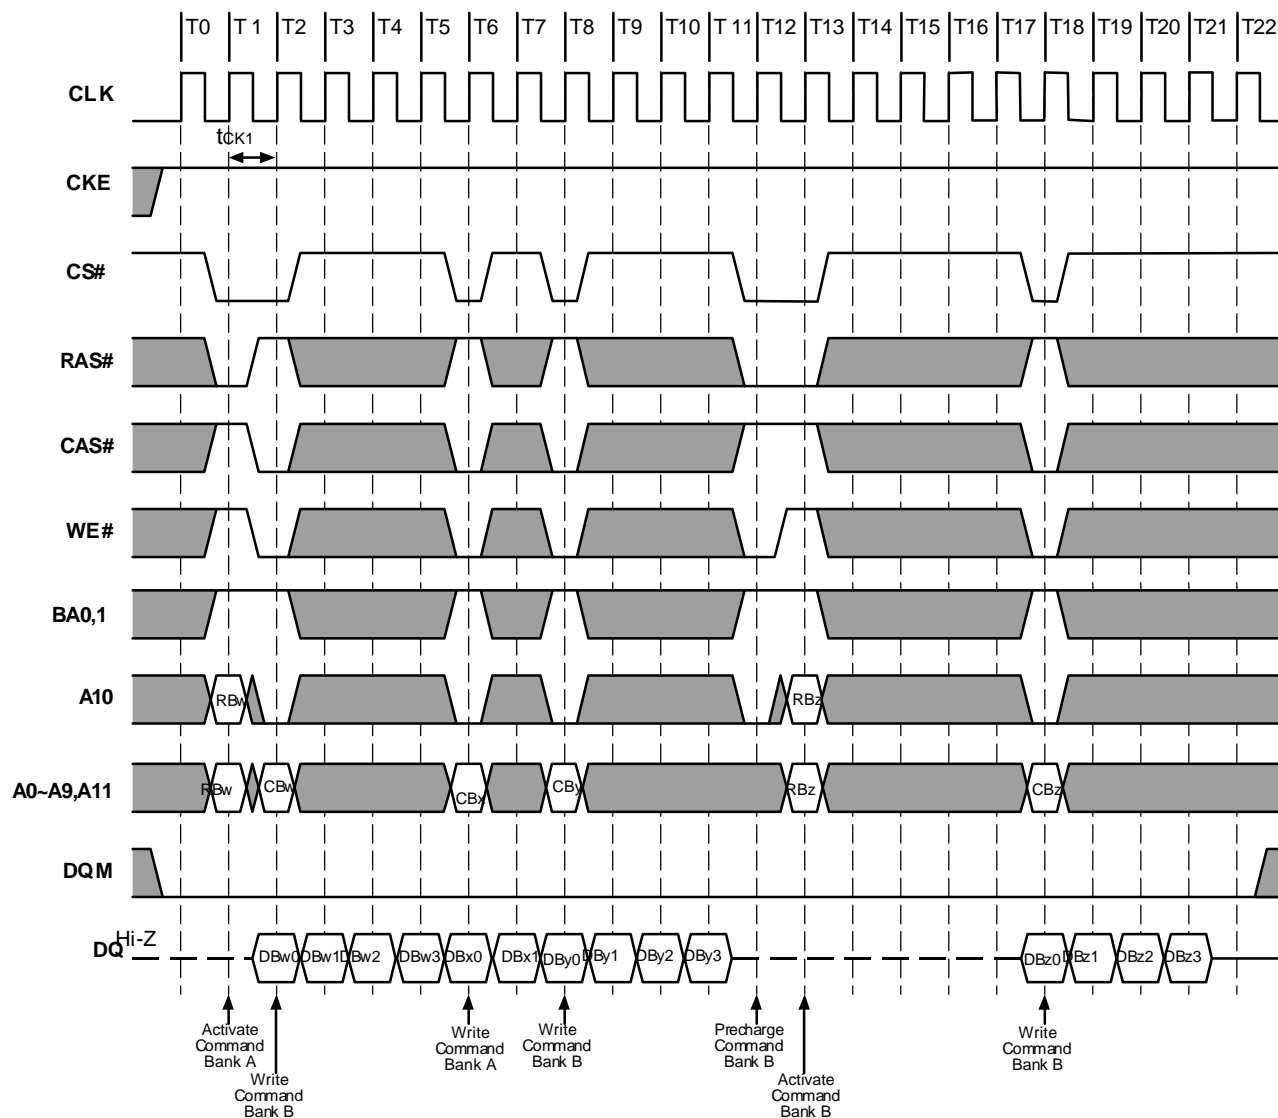 T0 T 1 T2 T3 T4 T5 T6 T7 T8 T9 T10 T 11 T12 T13 T14 T15 T16 T17 T18 T19 T20 T21 T22
CLK
tCK1
CKE
CS#
RAS#
CAS#
WE#
BA0,1
A10
RBw RBz
A0~A9,A11
RBw CBw CBx CBy RBz CBz
DQM
Hi-Z
DQ
DBw0 DBw1 DBw2 DBw3 DBx0 DBx1 DBy0 DBy1 DBy2 DBy3 DBz0 DBz1 DBz2 DBz3
Activate
Command
Bank A
Write
Command
Bank B
Write
Command
Bank A
Write
Command
Bank B
Precharge
Command
Bank B
Activate
Command
Bank B
Write
Command
Bank B